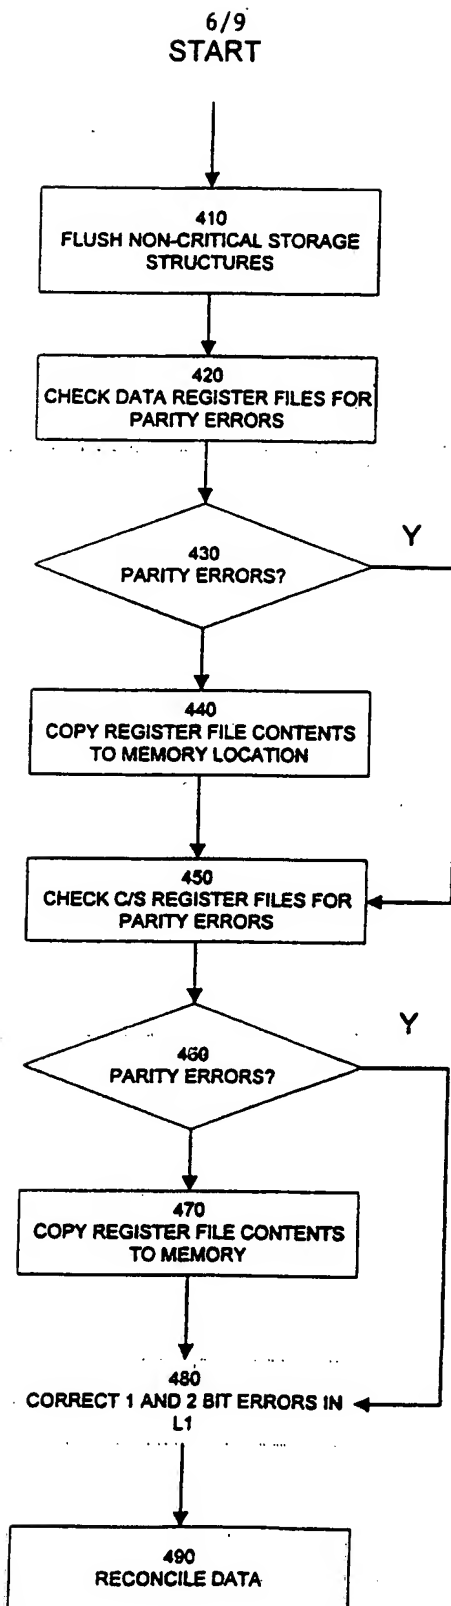 6/9
START
410
FLUSH NON-CRITICAL STORAGE
STRUCTURES
420
CHECK DATA REGISTER FILES FOR
PARITY ERRORS
430
PARITY ERRORS?
Y
440
COPY REGISTER FILE CONTENTS
TO MEMORY LOCATION
450
CHECK C/S REGISTER FILES FOR
PARITY ERRORS
460
PARITY ERRORS?
Y
470
COPY REGISTER FILE CONTENTS
TO MEMORY
480
CORRECT 1 AND 2 BIT ERRORS IN
L1
490
RECONCILE DATA